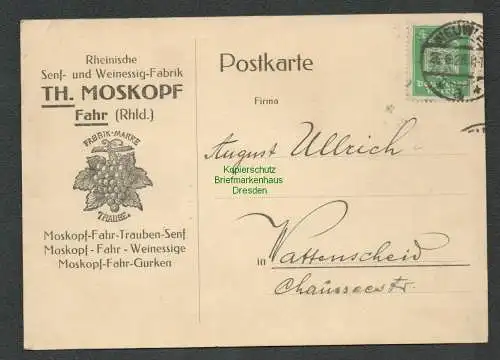 Rheinische
Senf- und Weinessig-Fabrik
TH. MOSKOPF
Fahr (Rhld.)
FABRIK-MARKE
TRAUBE.
Moskopf-Fahr-Trauben-Senf
Moskopf-Fahr-Weinessige
Moskopf-Fahr-Gurken
Postkarte
Firma
August Ullrich
Kopierschutz
Briefmarkenhaus
Dresden
in Wattenscheid
Chausseestr.